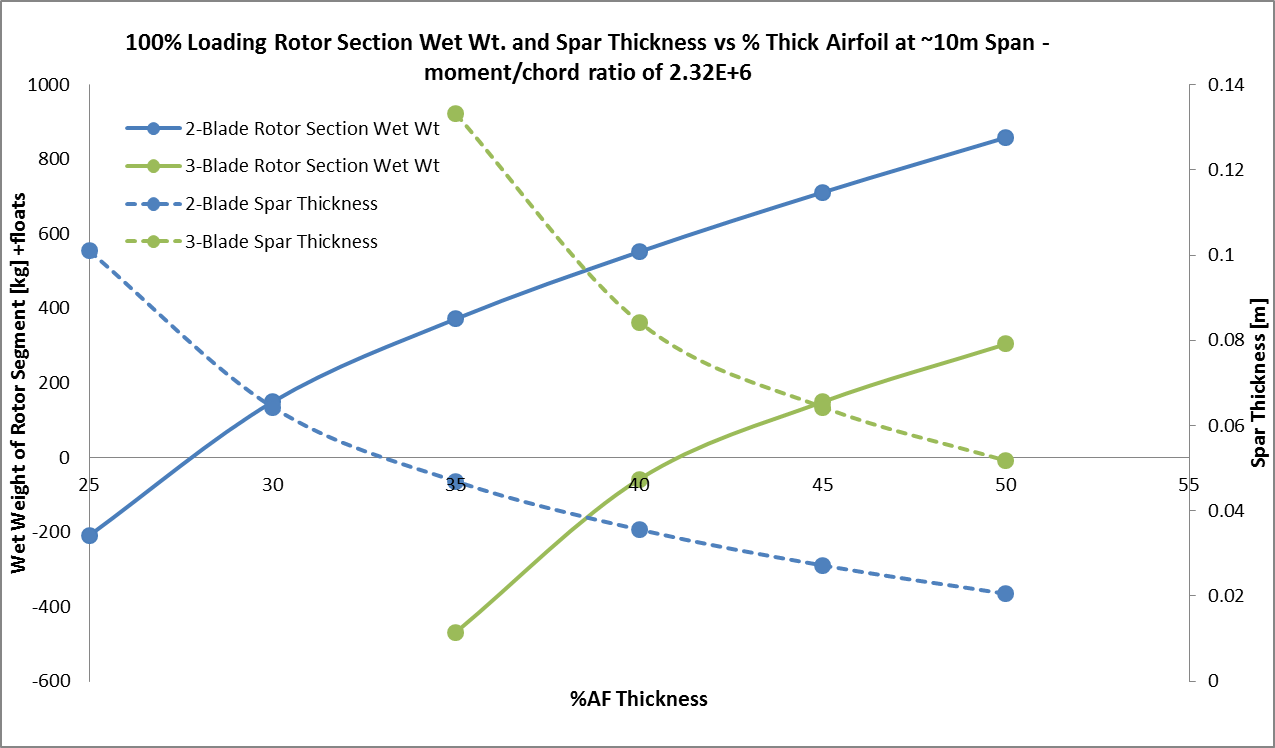 100% Loading Rotor Section Wet Wt. and Spar Thickness vs % Thick Airfoil at ~10m Span -
moment/chord ratio of 2.32E+6
2-Blade Rotor Section Wet Wt
3-Blade Rotor Section Wet Wt
2-Blade Spar Thickness
3-Blade Spar Thickness
Wet Weight of Rotor Segment [kg] +floats
1000
800
600
400
200
0
-200
-400
-600
25
30
35
40
45
50
55
%AF Thickness
0.14
0.12
0.1
0.08
0.06
0.04
0.02
0
Spar Thickness [m]